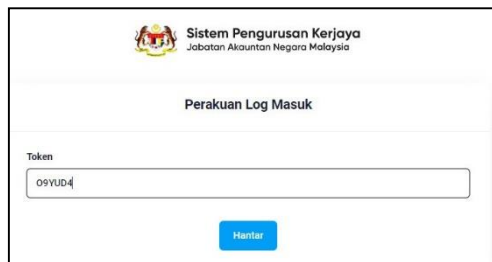 Sistem Pengurusan Kerjaya
Jabatan Akauntan Negara Malaysia
Perakuan Log Masuk
Token
O9YUD4
Hantar